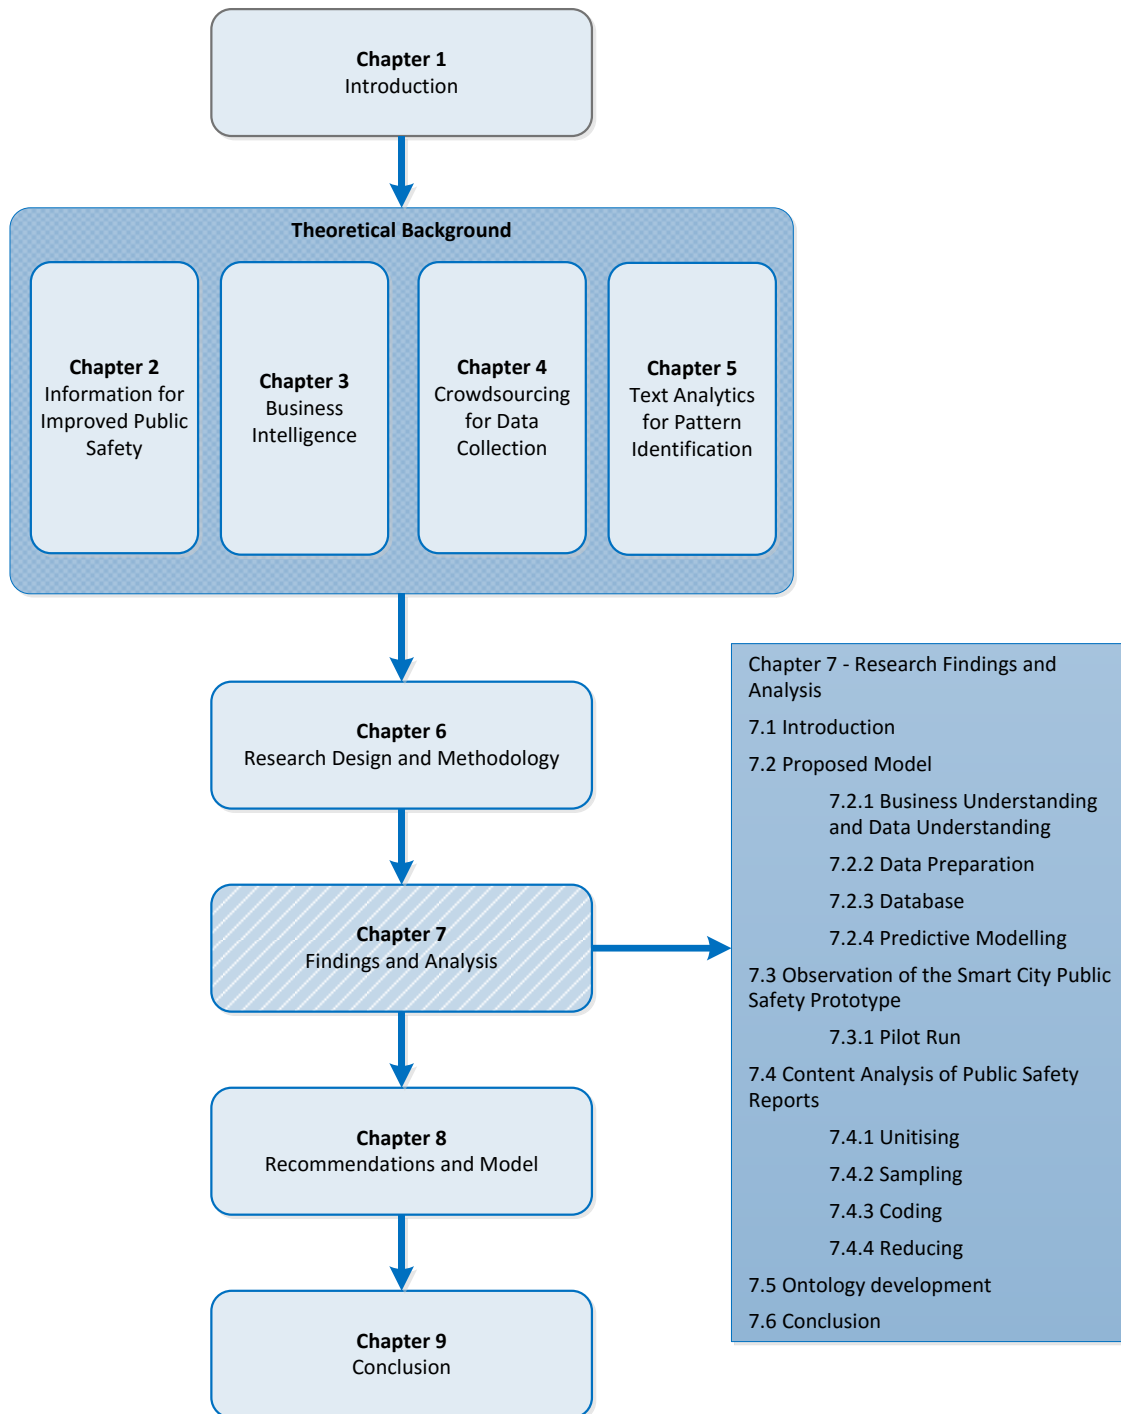 Chapter 1
Introduction
Theoretical Background
Chapter 2
Information for
Improved Public
Safety
Chapter 3
Business
Intelligence
Chapter 4
Crowdsourcing
for Data
Collection
Chapter 5
Text Analytics
for Pattern
Identification
Chapter 6
Research Design and Methodology
Chapter 7
Findings and Analysis
Chapter 7 - Research Findings and
Analysis
7.1 Introduction
7.2 Proposed Model
7.2.1 Business Understanding
and Data Understanding
7.2.2 Data Preparation
7.2.3 Database
7.2.4 Predictive Modelling
7.3 Observation of the Smart City Public
Safety Prototype
7.3.1 Pilot Run
7.4 Content Analysis of Public Safety
Reports
7.4.1 Unitising
7.4.2 Sampling
7.4.3 Coding
7.4.4 Reducing
7.5 Ontology development
7.6 Conclusion
Chapter 8
Recommendations and Model
Chapter 9
Conclusion